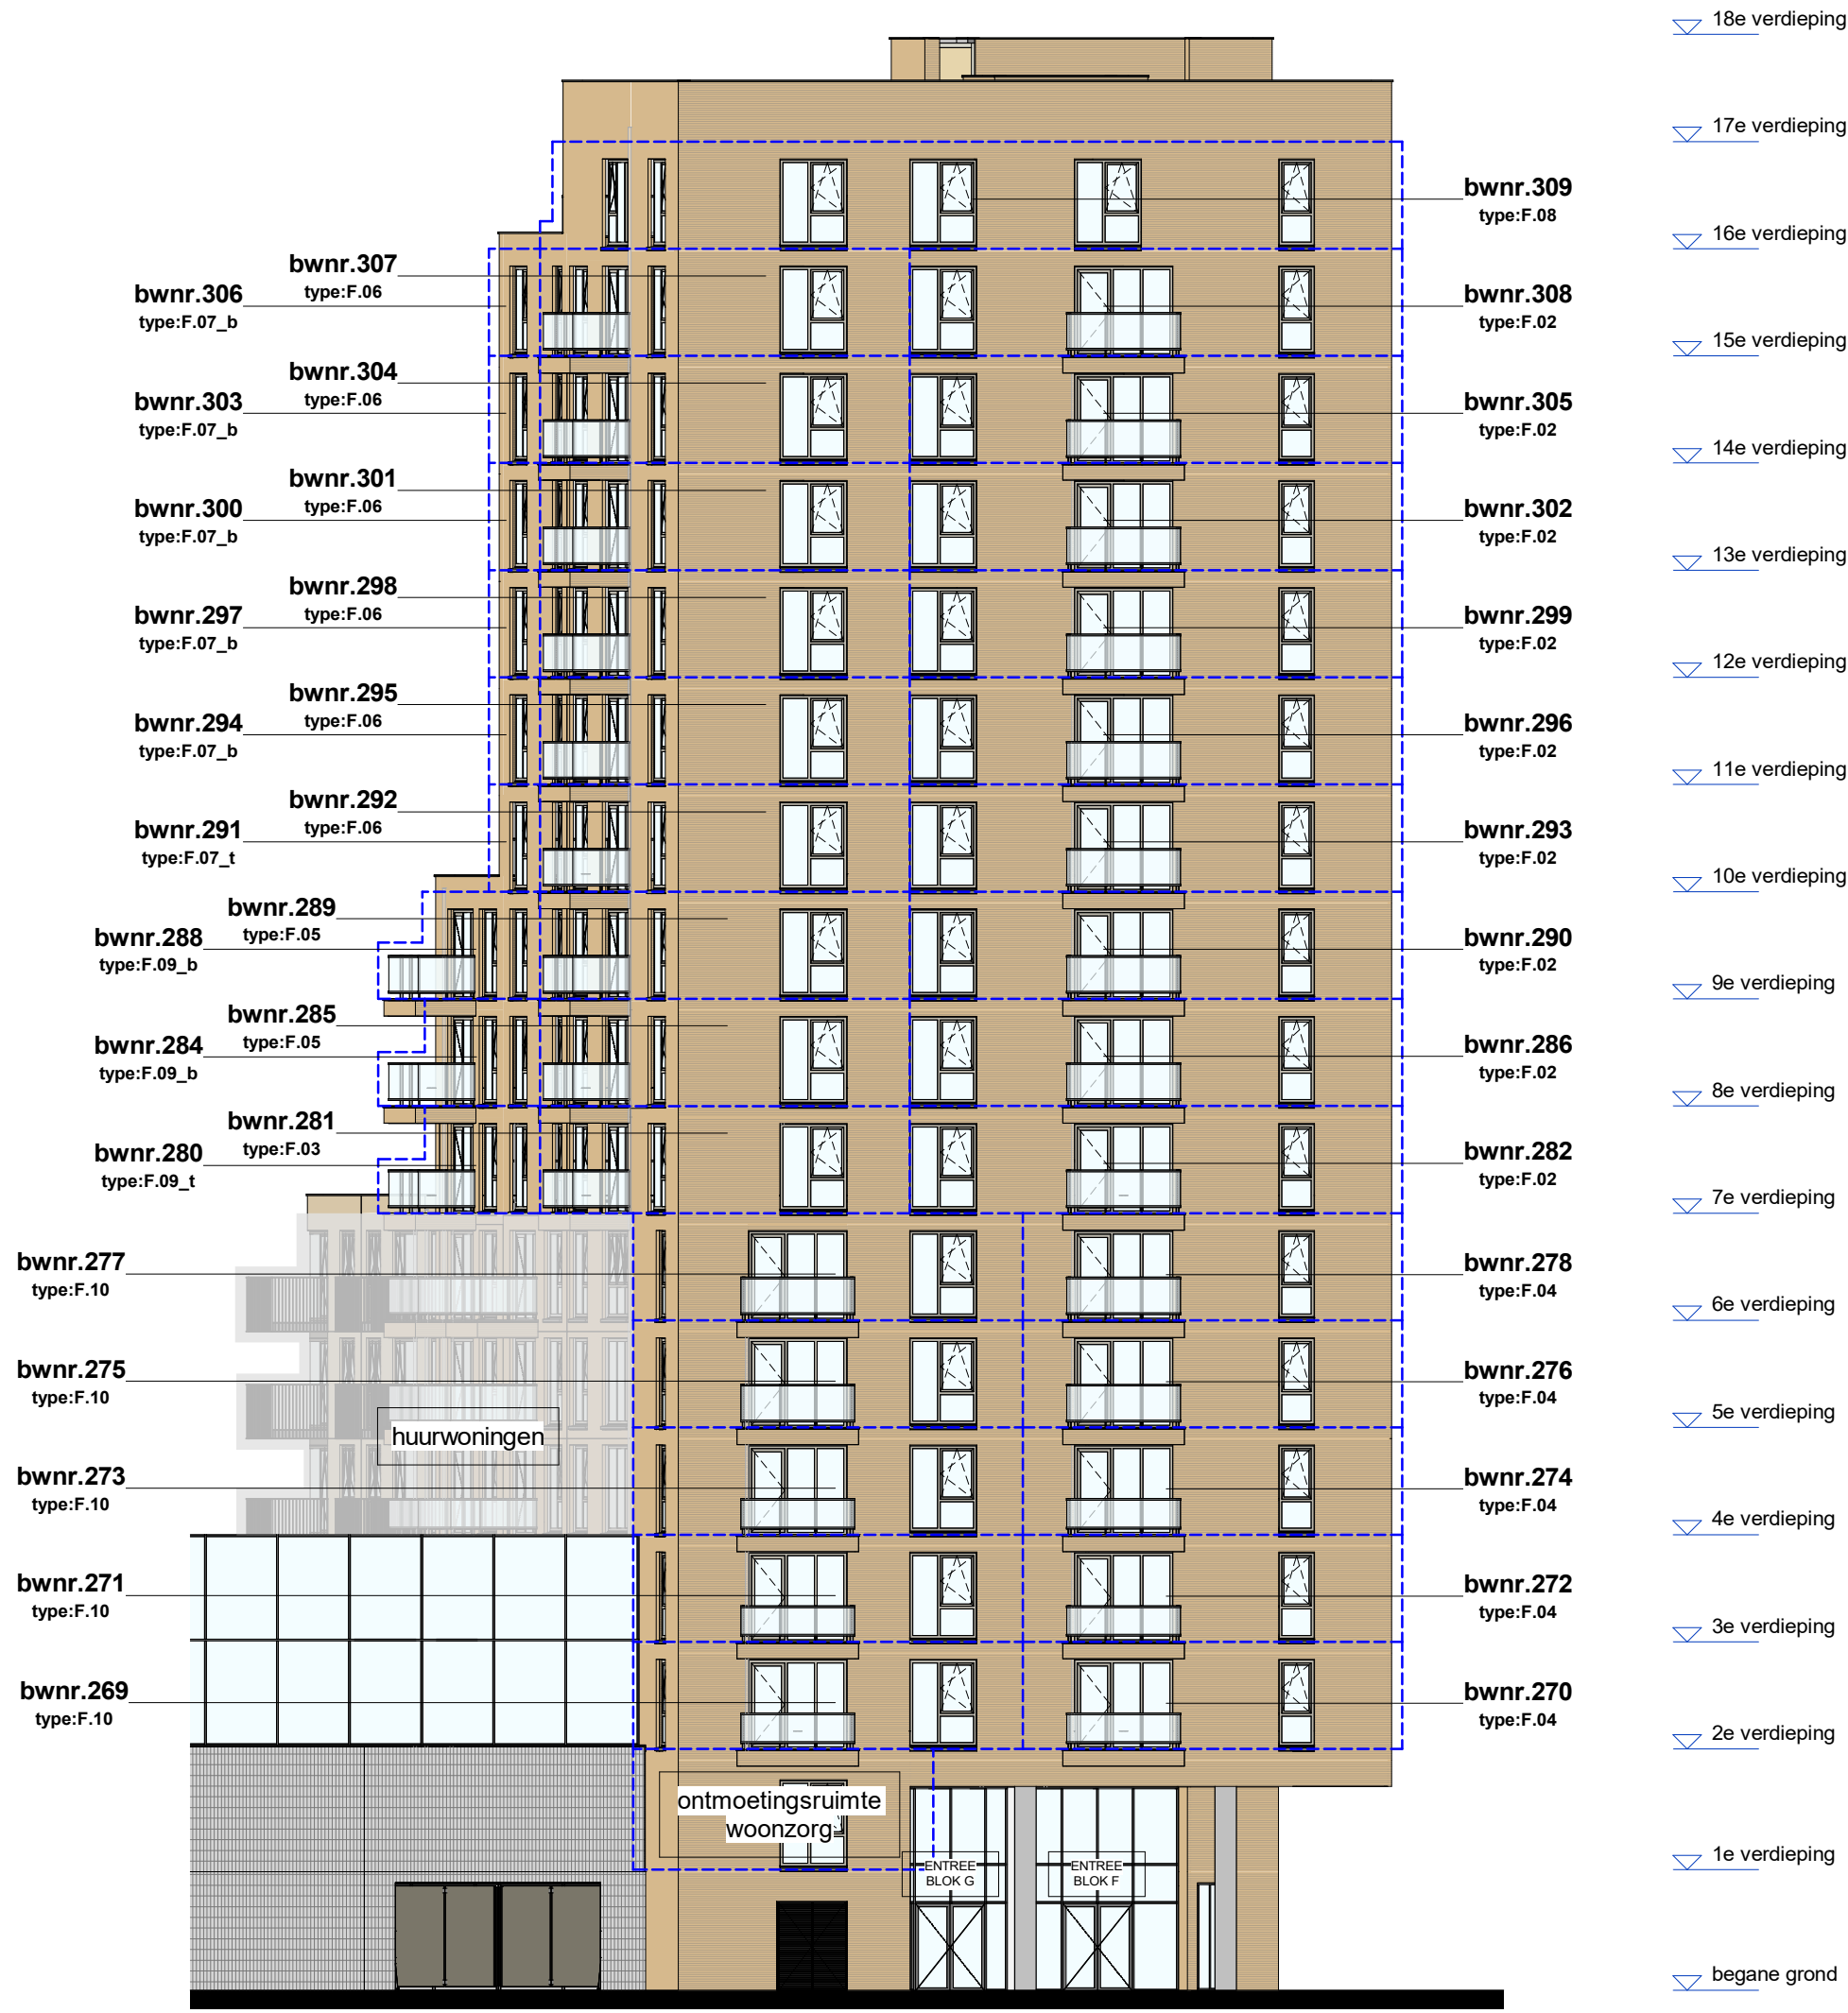 18e verdieping
17e verdieping
bwnr.309
type:F.08
16e verdieping
bwnr.307
type:F.06
bwnr.306
type:F.07_b
bwnr.308
type:F.02
15e verdieping
bwnr.304
type:F.06
bwnr.303
type:F.07_b
bwnr.305
type:F.02
14e verdieping
bwnr.301
type:F.06
bwnr.300
type:F.07_b
bwnr.302
type:F.02
13e verdieping
bwnr.298
type:F.06
bwnr.297
type:F.07_b
bwnr.299
type:F.02
12e verdieping
bwnr.295
type:F.06
bwnr.294
type:F.07_b
bwnr.296
type:F.02
11e verdieping
bwnr.292
type:F.06
bwnr.291
type:F.07_t
bwnr.293
type:F.02
10e verdieping
bwnr.289
type:F.05
bwnr.288
type:F.09_b
bwnr.290
type:F.02
9e verdieping
bwnr.285
type:F.05
bwnr.284
type:F.09_b
bwnr.286
type:F.02
8e verdieping
bwnr.281
type:F.03
bwnr.280
type:F.09_t
bwnr.282
type:F.02
7e verdieping
bwnr.277
type:F.10
bwnr.278
type:F.04
6e verdieping
bwnr.275
type:F.10
bwnr.276
type:F.04
5e verdieping
huurwoningen
bwnr.273
type:F.10
bwnr.274
type:F.04
4e verdieping
bwnr.271
type:F.10
bwnr.272
type:F.04
3e verdieping
bwnr.269
type:F.10
bwnr.270
type:F.04
2e verdieping
ontmoetingsruimte
woonzorg
1e verdieping
ENTREE
BLOK G
ENTREE
BLOK F
begane grond